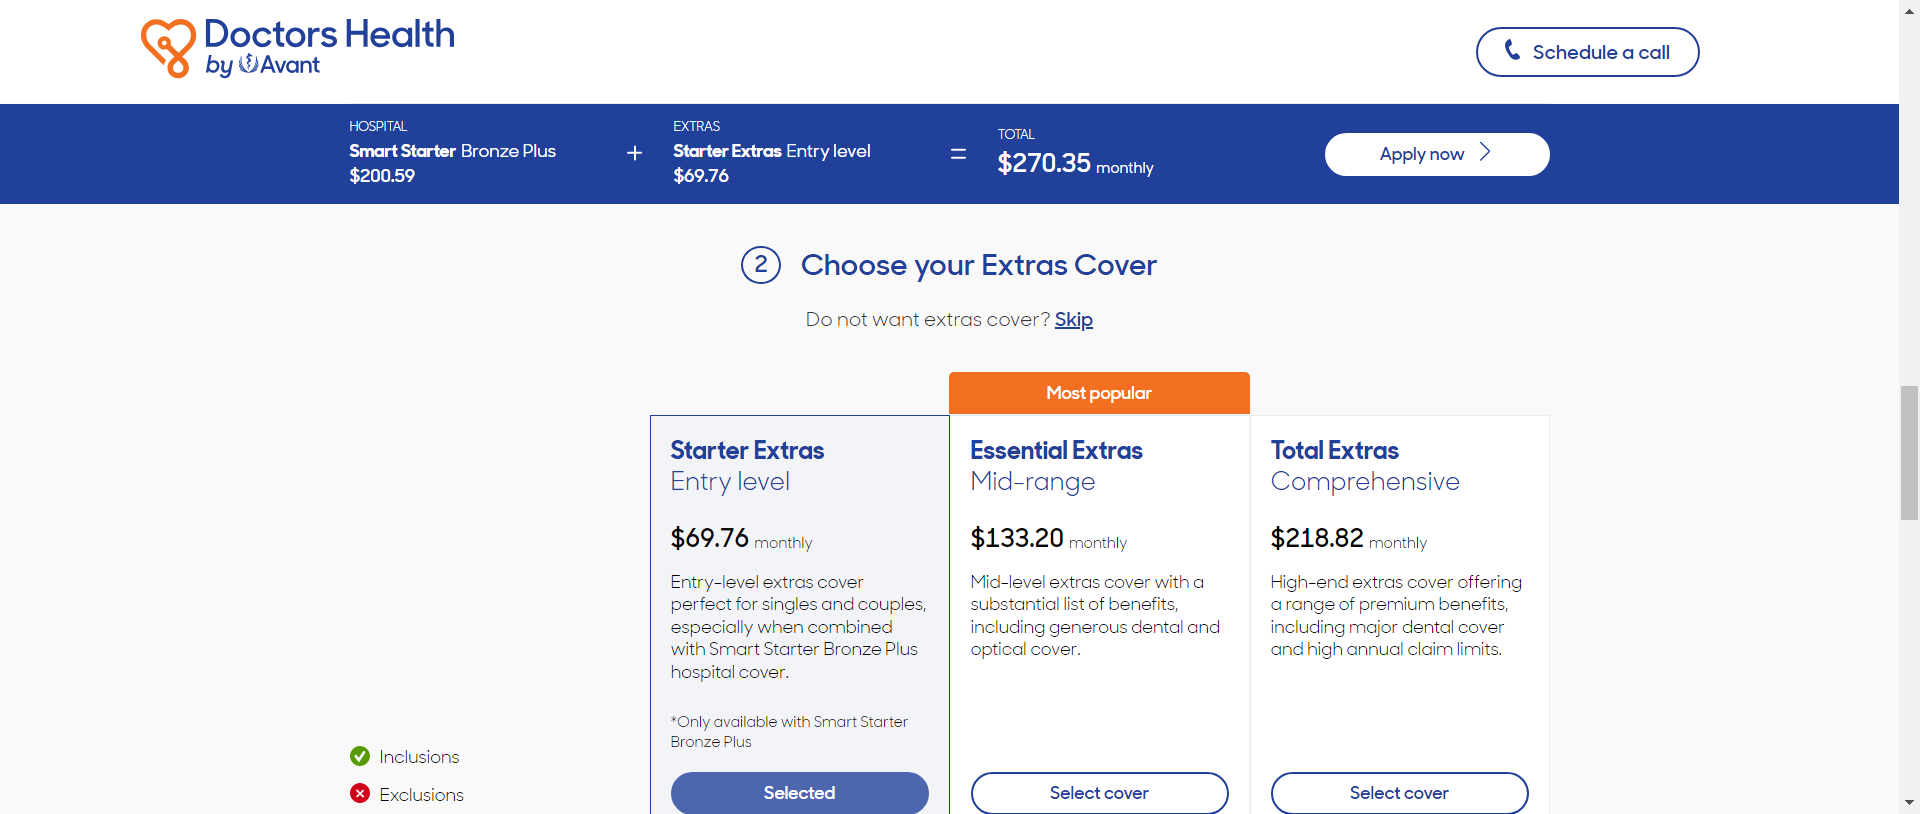 Doctors Health
by Avant
Schedule a call
HOSPITAL
Smart Starter Bronze Plus
$200.59
+
EXTRAS
Starter Extras Entry level
$69.76
=
TOTAL
$270.35 monthly
Apply now
2 Choose your Extras Cover
Do not want extras cover? Skip
Most popular
Starter Extras
Entry level
$69.76 monthly
Entry-level extras cover
perfect for singles and couples,
especially when combined
with Smart Starter Bronze Plus
hospital cover.
*Only available with Smart Starter
Bronze Plus
Selected
Essential Extras
Mid-range
$133.20 monthly
Mid-level extras cover with a
substantial list of benefits,
including generous dental and
optical cover.
Select cover
Total Extras
Comprehensive
$218.82 monthly
High-end extras cover offering
a range of premium benefits,
including major dental cover
and high annual claim limits.
Select cover
Inclusions
Exclusions